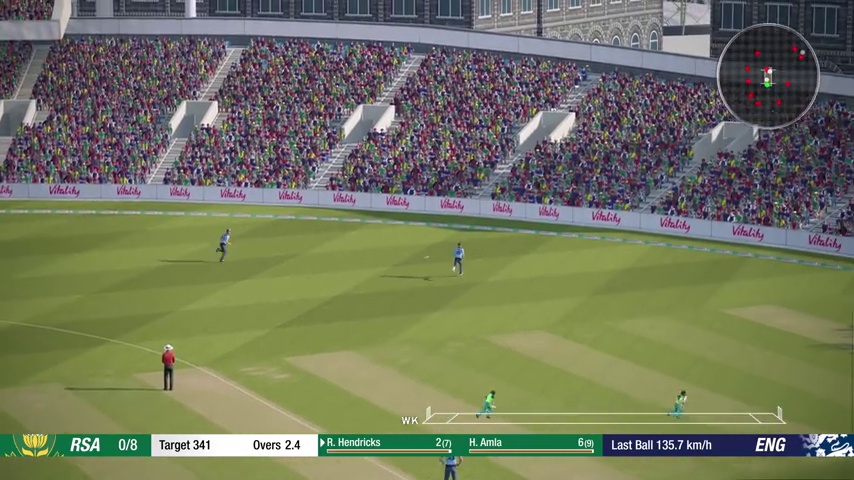 Vitality Vitality Vitality Vitality Vitality Vitality Vitality Vitality Vitality Vitality Vitality Vitality Vitality Vitality Vitality
WK
RSA 0/8 Target 341 Overs 2.4 R. Hendricks 2(7) H. Amla 6(9) Last Ball 135.7 km/h ENG